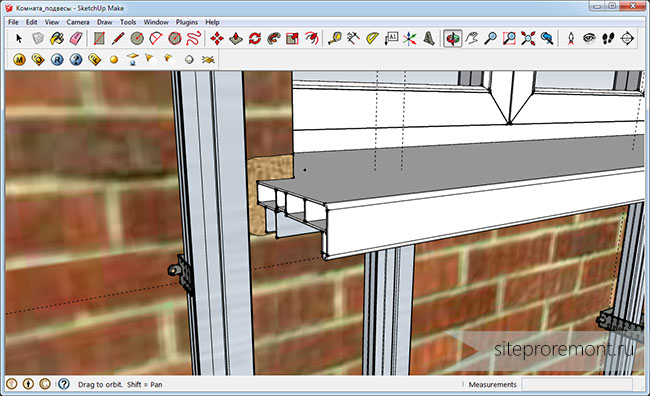 Комната_подвесы - SketchUp Make
File Edit View Camera Draw Tools Window Plugins Help
A1
M R ?
siteproremont.ru
? Drag to orbit. Shift = Pan
Measurements